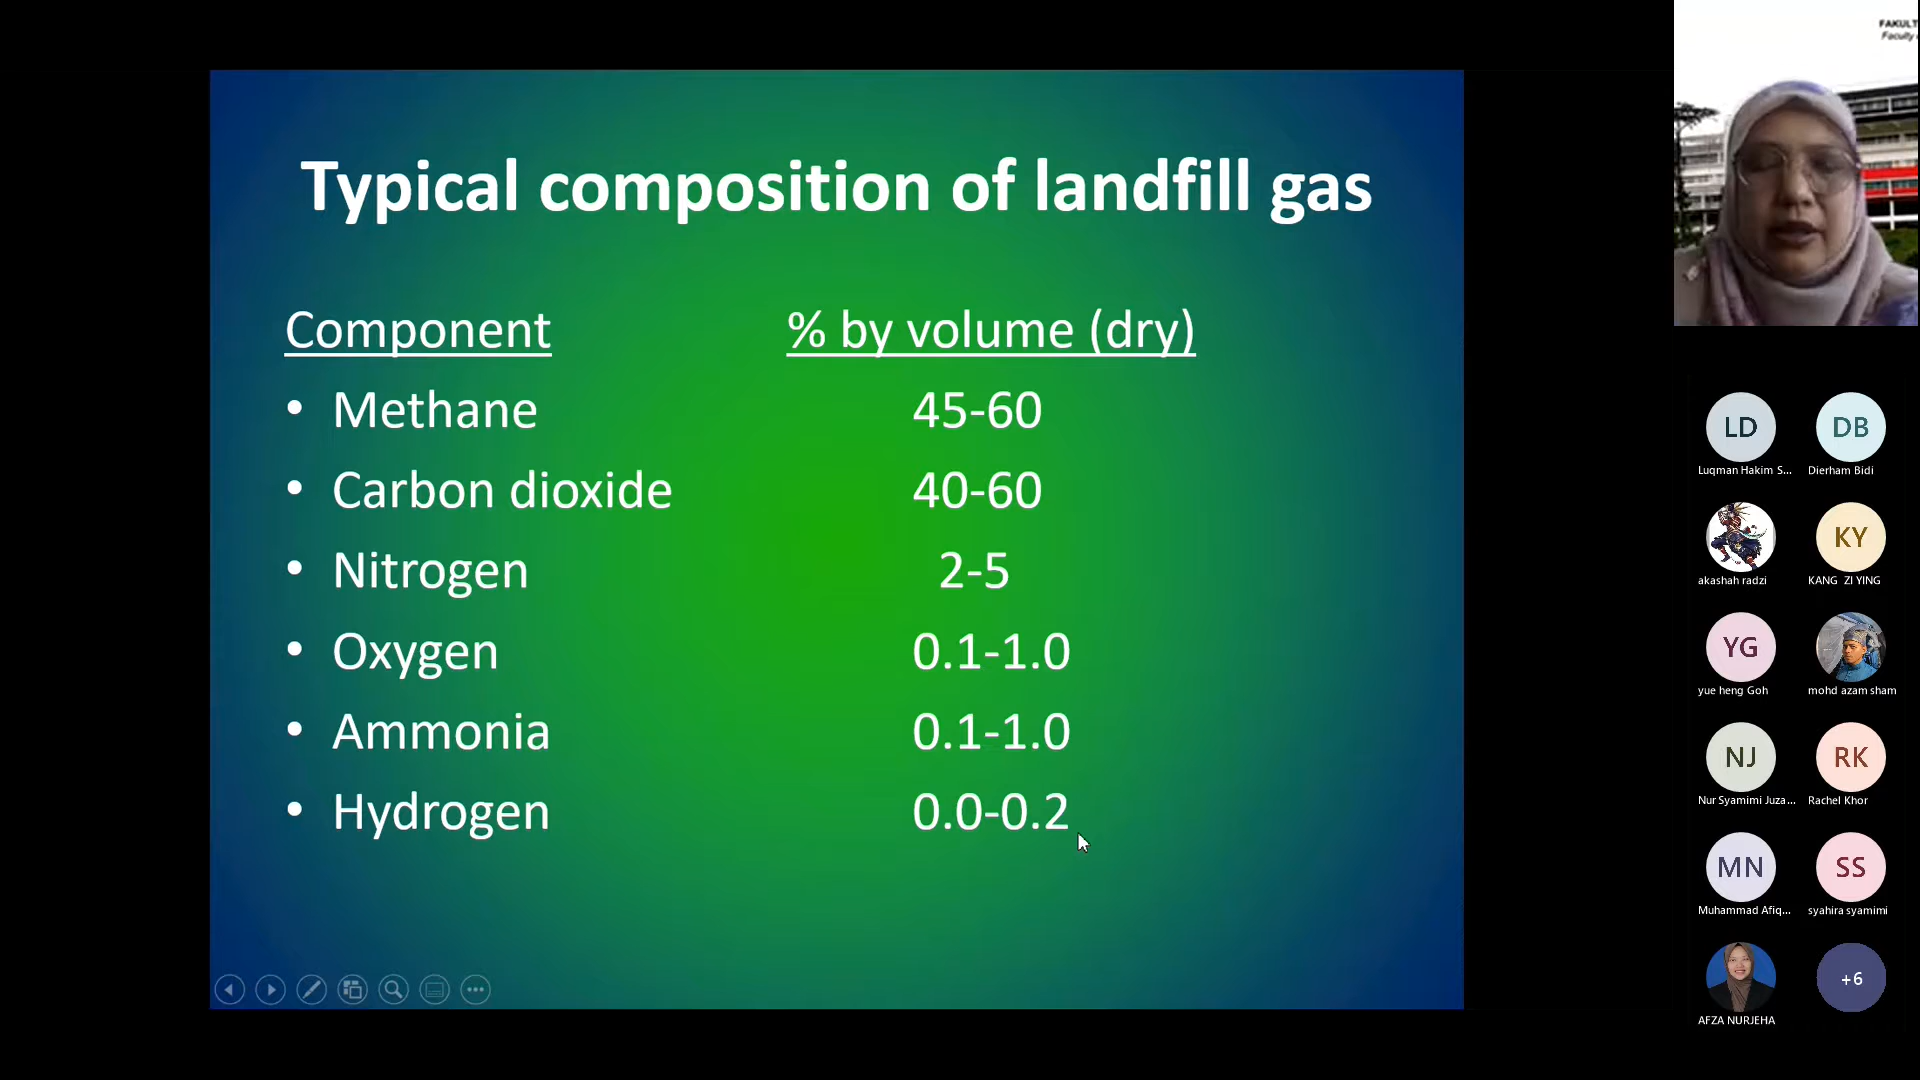 FAKULT
Faculty
Typical composition of landfill gas
Component % by volume (dry)
• Methane 45-60
• Carbon dioxide 40-60
• Nitrogen 2-5
• Oxygen 0.1-1.0
• Ammonia 0.1-1.0
• Hydrogen 0.0-0.2
LD DB
Luqman Hakim S... Dierham Bidi
KY
akashah radzi KANG ZI YING
YG
yue heng Goh mohd azam sham
NJ RK
Nur Syamimi Juza... Rachel Khor
MN SS
Muhammad Afiq... syahira syamimi
+6
AFZA NURJEHA